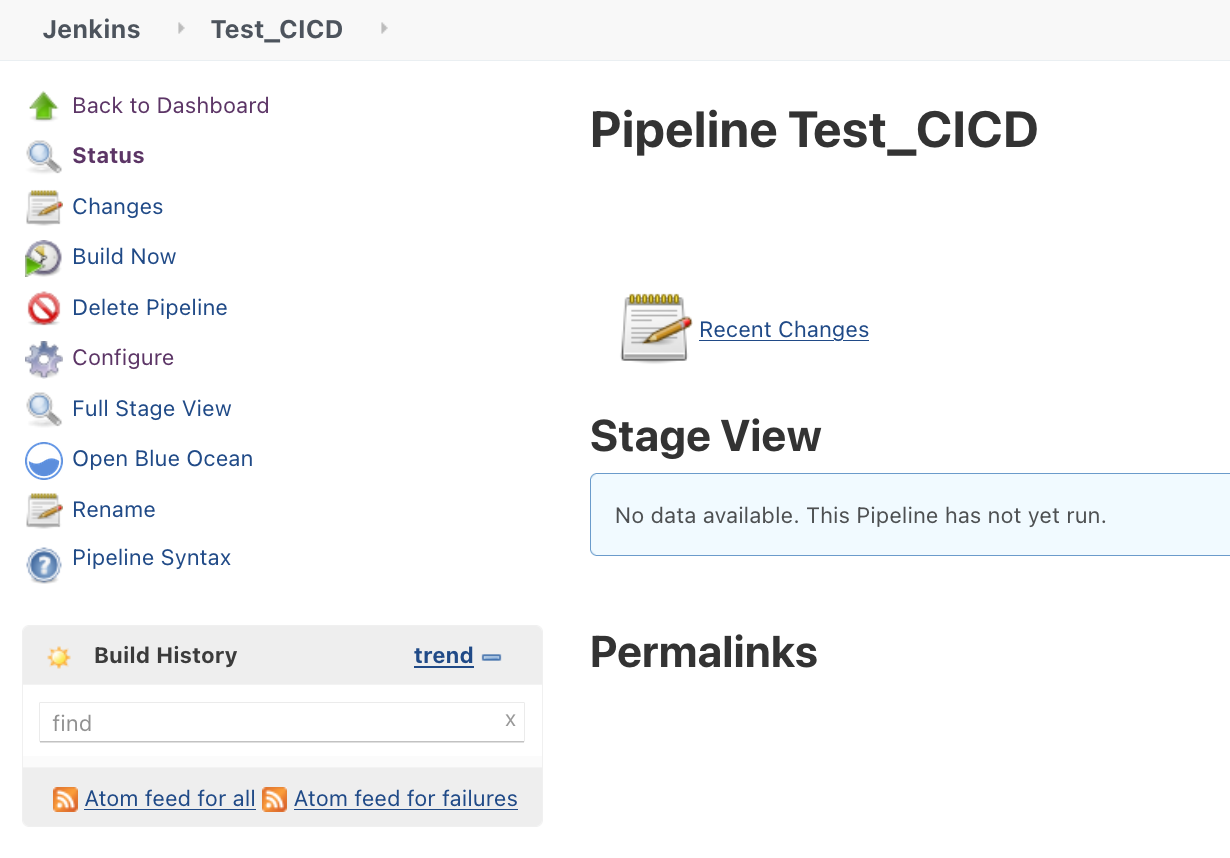 Jenkins Test_CICD
Back to Dashboard
Status
Changes
Build Now
Delete Pipeline
Configure
Full Stage View
Open Blue Ocean
Rename
Pipeline Syntax
Build History trend
find x
Atom feed for all Atom feed for failures
Pipeline Test_CICD
Recent Changes
Stage View
No data available. This Pipeline has not yet run.
Permalinks